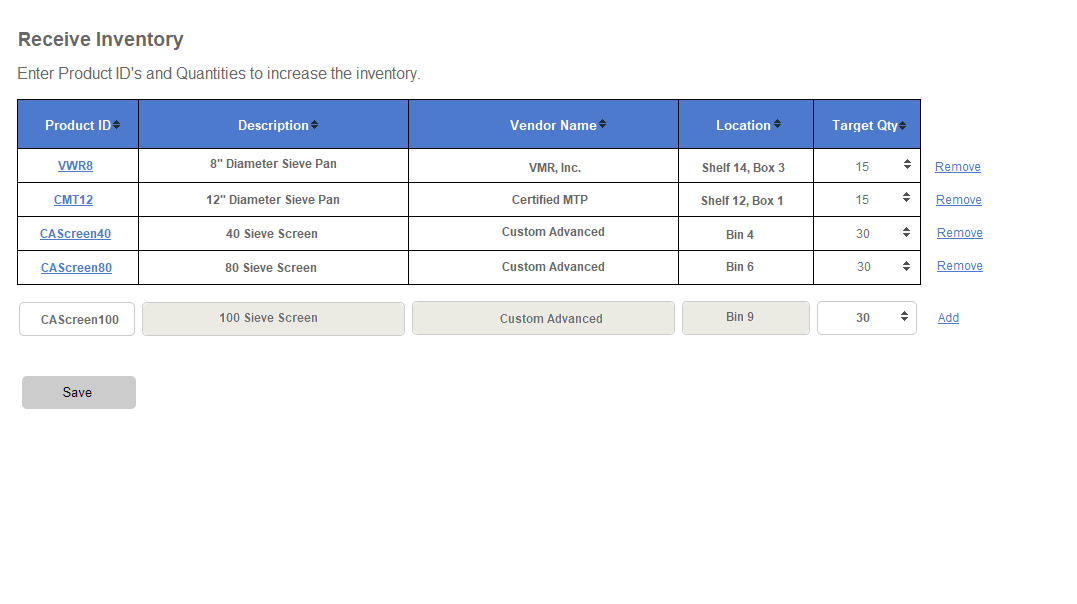 Receive Inventory
Enter Product ID's and Quantities to increase the inventory.
Product ID Description Vendor Name Location Target Qty
VWR8 8" Diameter Sieve Pan VMR, Inc. Shelf 14, Box 3 15 Remove
CMT12 12" Diameter Sieve Pan Certified MTP Shelf 12, Box 1 15 Remove
CAScreen40 40 Sieve Screen Custom Advanced Bin 4 30 Remove
CAScreen80 80 Sieve Screen Custom Advanced Bin 6 30 Remove
CAScreen100 100 Sieve Screen Custom Advanced Bin 9 30 Add
Save